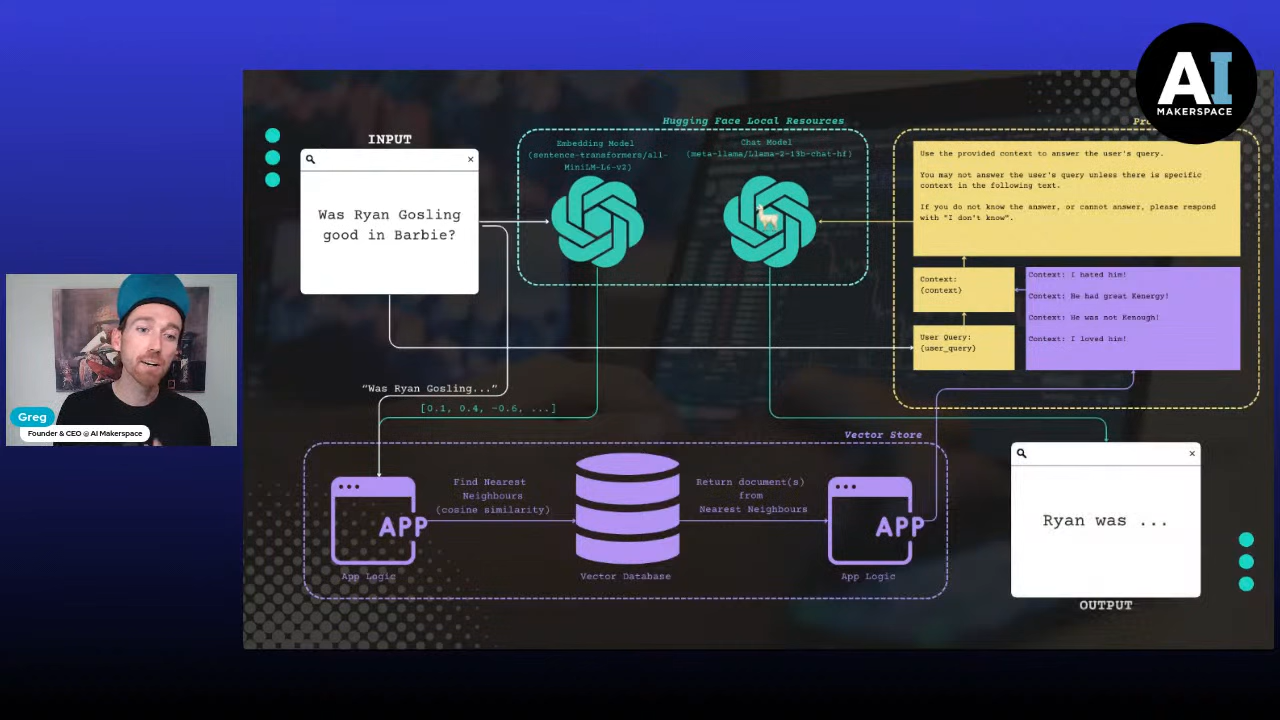 AI
MAKERSPACE
Hugging Face Local Resources
INPUT
Embedding Model
(sentence-transformers/all-
MiniLM-L6-v2)
Chat Model
(meta-llama/Llama-2-13b-chat-hf)
Was Ryan Gosling
good in Barbie?
Use the provided context to answer the user's query.
You may not answer the user's query unless there is specific
context in the following text.
If you do not know the answer, or cannot answer, please respond
with "I don't know".
Context:
{context}
Context: I hated him!
Context: He had great Kenergy!
Context: He was not Kenough!
Context: I loved him!
User Query:
{user_query}
"Was Ryan Gosling..."
[0.1, 0.4, -0.6, ...]
Greg
Founder & CEO @ AI Makerspace
Vector Store
Find Nearest
Neighbours
(cosine similarity)
Return document(s)
from
Nearest Neighbours
APP
APP
App Logic
Vector Database
App Logic
Ryan was ...
OUTPUT